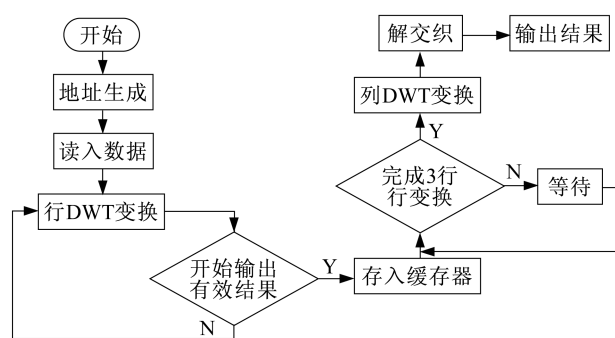 开始
地址生成
读入数据
行DWT变换
开始输出
有效结果
Y
N
存入缓存器
完成3行
行变换
Y
N
等待
列DWT变换
解交织
输出结果